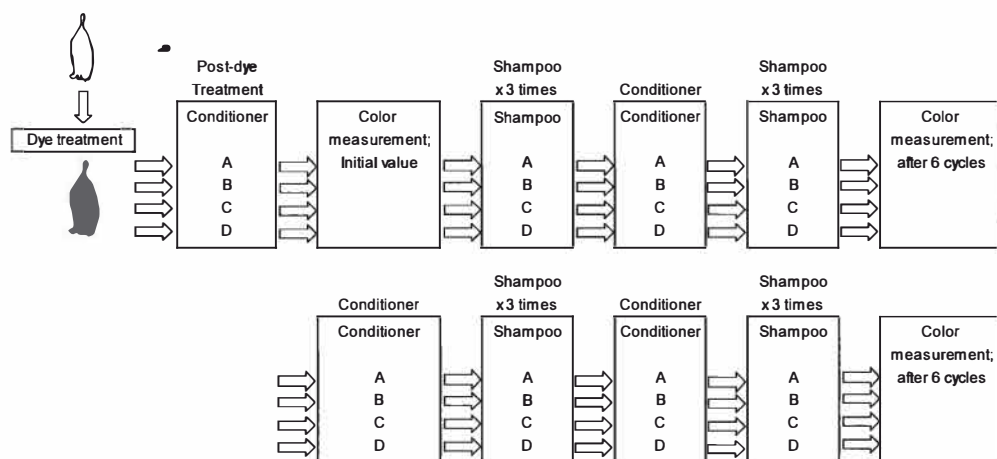 Post-dye
Treatment
Shampoo
x 3 times
Conditioner
Shampoo
x 3 times
Dye treatment
Conditioner
A
B
C
D
Color
measurement;
Initial value
Shampoo
A
B
C
D
Conditioner
A
B
C
D
Shampoo
A
B
C
D
Color
measurement;
after 6 cycles
Conditioner
Shampoo
x 3 times
Conditioner
Shampoo
x 3 times
Conditioner
A
B
C
D
Shampoo
A
B
C
D
Conditioner
A
B
C
D
Shampoo
A
B
C
D
Color
measurement;
after 6 cycles